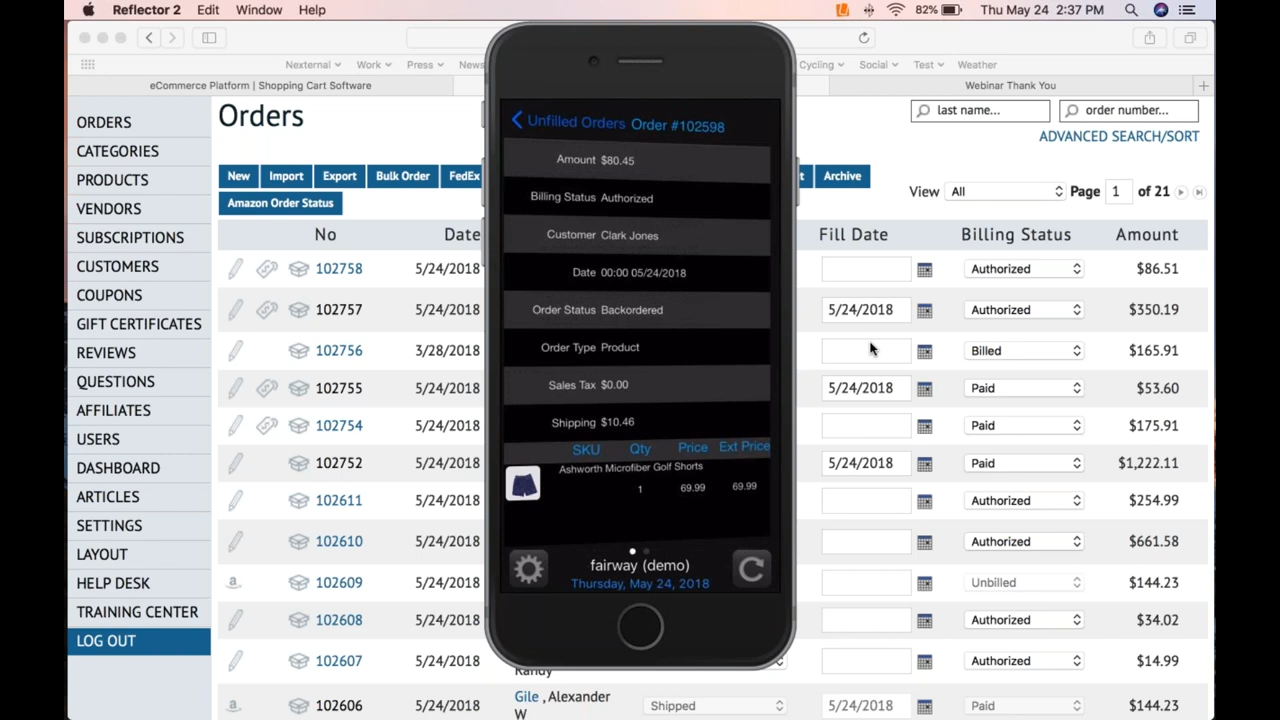 Reflector 2 Edit Window Help 82% Thu May 24 2:37 PM
Nexternal Work Press News Cycling Social Test Weather
eCommerce Platform | Shopping Cart Software Webinar Thank You
ORDERS
CATEGORIES
PRODUCTS
VENDORS
SUBSCRIPTIONS
CUSTOMERS
COUPONS
GIFT CERTIFICATES
REVIEWS
QUESTIONS
AFFILIATES
USERS
DASHBOARD
ARTICLES
SETTINGS
LAYOUT
HELP DESK
TRAINING CENTER
LOG OUT
Orders
last name... order number...
ADVANCED SEARCH/SORT
New Import Export Bulk Order FedEx Archive
Amazon Order Status
View All Page 1 of 21
No Date Fill Date Billing Status Amount
102758 5/24/2018 Authorized $86.51
102757 5/24/2018 5/24/2018 Authorized $350.19
102756 3/28/2018 Billed $165.91
102755 5/24/2018 5/24/2018 Paid $53.60
102754 5/24/2018 Paid $175.91
102752 5/24/2018 5/24/2018 Paid $1,222.11
102611 5/24/2018 Authorized $254.99
102610 5/24/2018 Authorized $661.58
102609 5/24/2018 Unbilled $144.23
102608 5/24/2018 Authorized $34.02
102607 5/24/2018 Authorized $14.99
Randy
102606 5/24/2018 Gile , Alexander W Shipped 5/24/2018 Paid $144.23
Unfilled Orders Order #102598
Amount $80.45
Billing Status Authorized
Customer Clark Jones
Date 00:00 05/24/2018
Order Status Backordered
Order Type Product
Sales Tax $0.00
Shipping $10.46
SKU Qty Price Ext Price
Ashworth Microfiber Golf Shorts
1 69.99 69.99
fairway (demo)
Thursday, May 24, 2018